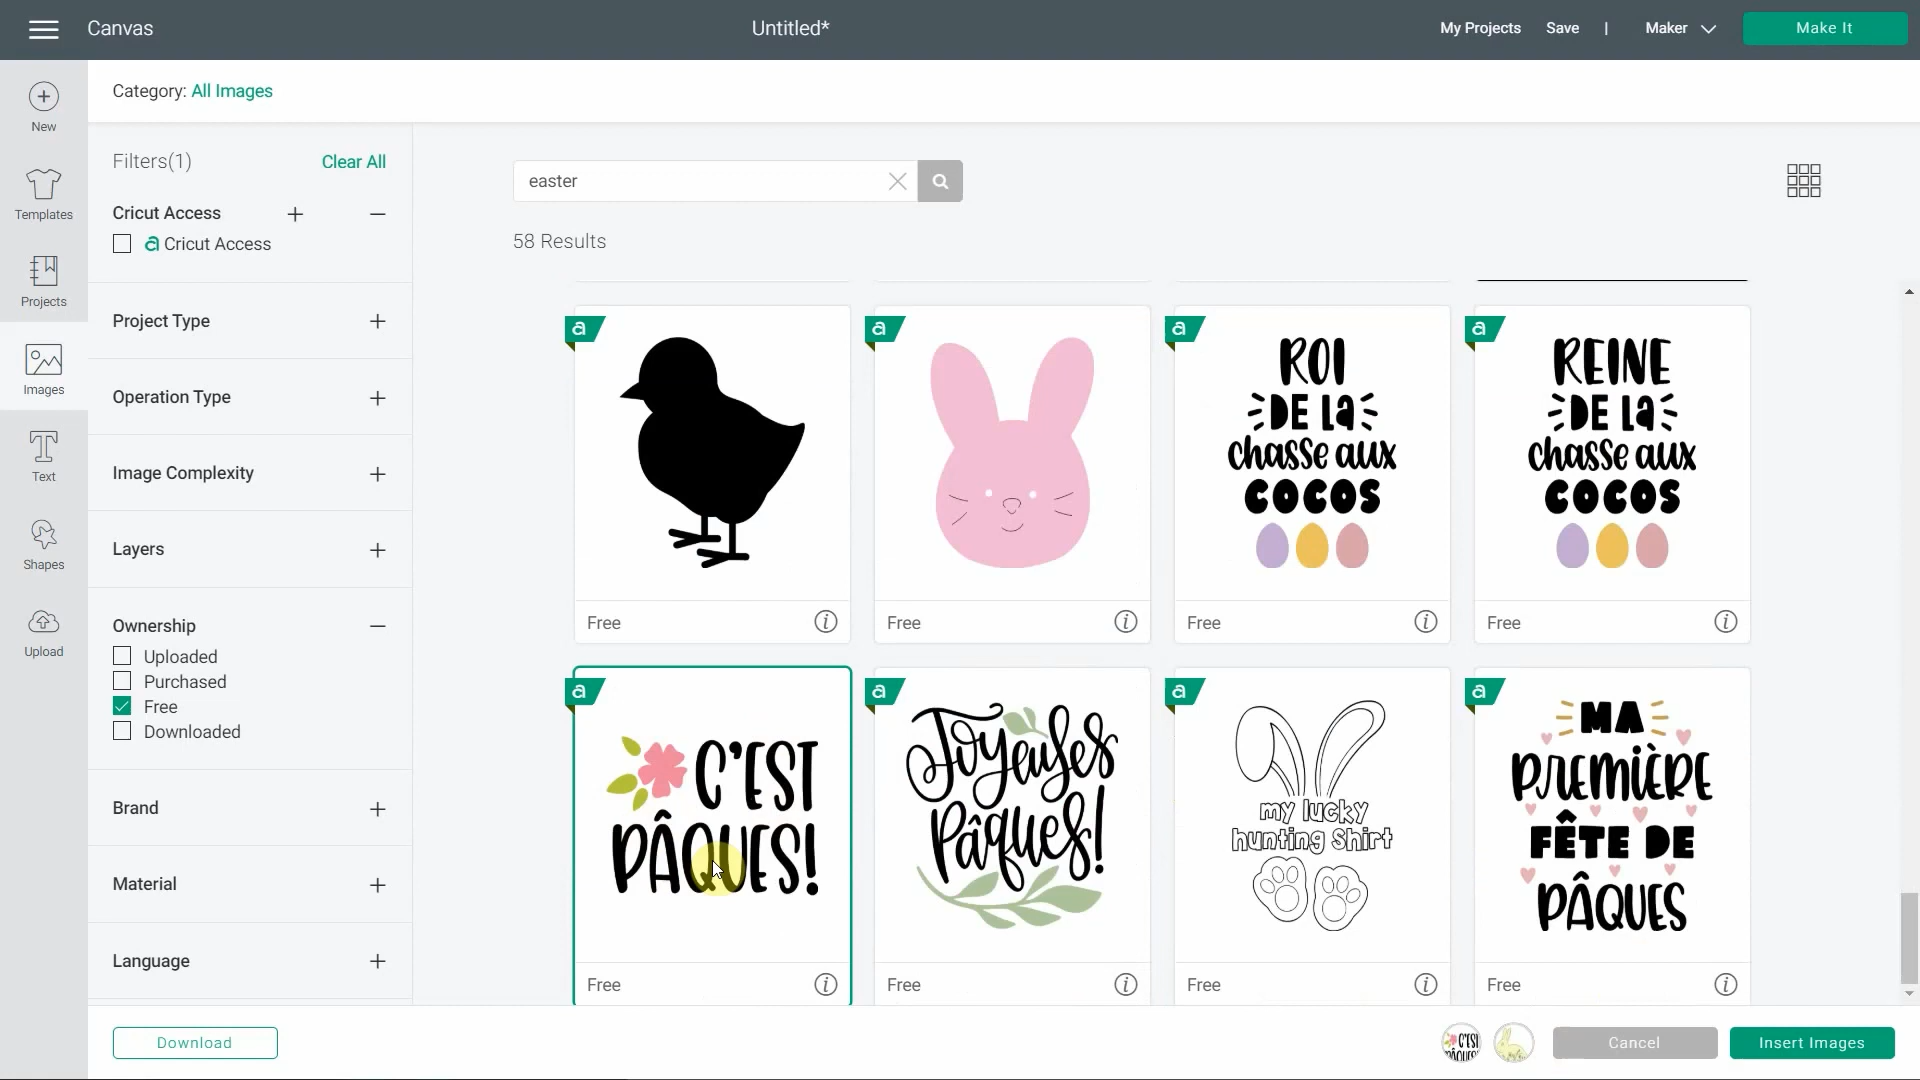 Canvas
Untitled*
My Projects
Save
|
Maker
Make It
New
Templates
Projects
Images
Text
Shapes
Upload
Category: All Images
Filters(1)
Clear All
Cricut Access
a Cricut Access
Project Type
Operation Type
Image Complexity
Layers
Ownership
Uploaded
Purchased
Free
Downloaded
Brand
Material
Language
easter
58 Results
a
Free
a
Free
a
ROI
DE La
chasse aux
COCOS
Free
a
REINE
DE La
chasse aux
COCOS
Free
a
C'EST
PÂQUES!
Free
a
Joyeuses
Pâques!
Free
a
my lucky
hunting Shirt
Free
a
MA
PREMIÈRE
FÊTE DE
PÂQUES
Free
Download
C'EST
PÂQUES!
Cancel
Insert Images